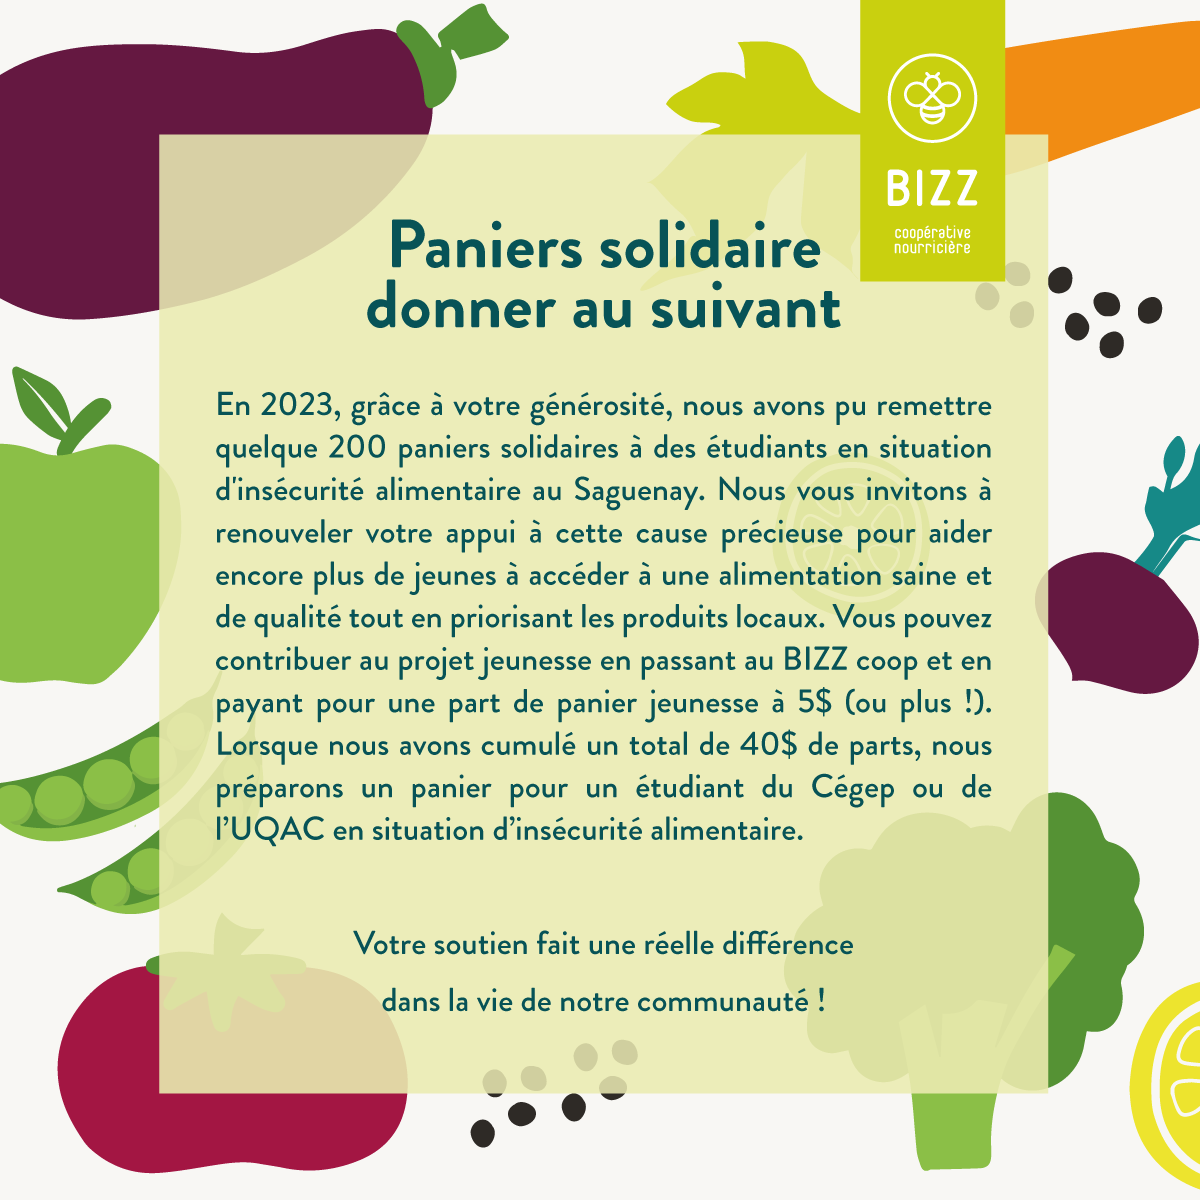 BIZZ
coopérative
nourricière
Paniers solidaire
donner au suivant
En 2023, grâce à votre générosité, nous avons pu remettre
quelque 200 paniers solidaires à des étudiants en situation
d'insécurité alimentaire au Saguenay. Nous vous invitons à
renouveler votre appui à cette cause précieuse pour aider
encore plus de jeunes à accéder à une alimentation saine et
de qualité tout en priorisant les produits locaux. Vous pouvez
contribuer au projet jeunesse en passant au BIZZ coop et en
payant pour une part de panier jeunesse à 5$ (ou plus !).
Lorsque nous avons cumulé un total de 40$ de parts, nous
préparons un panier pour un étudiant du Cégep ou de
l’UQAC en situation d’insécurité alimentaire.
Votre soutien fait une réelle différence
dans la vie de notre communauté !